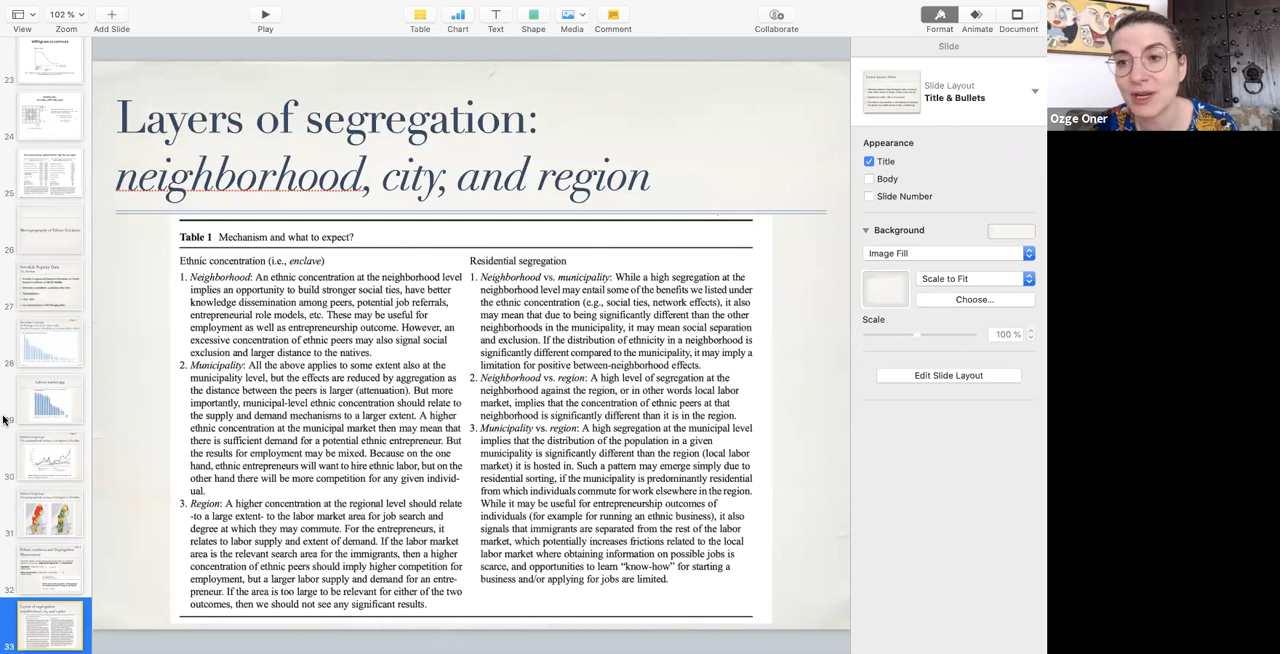 102 %
View
Zoom
Add Slide
Play
Table
Chart
Text
Shape
Media
Comment
Collaborate
Format
Animate
Document
Slide
Slide Layout
Title & Bullets
Appearance
Title
Body
Slide Number
Background
Image Fill
Scale to Fit
Choose...
Scale
100 %
Edit Slide Layout
Ozge Oner
23
24
25
26
27
28
29
30
31
32
33
Layers of segregation:
neighborhood, city, and region
Table 1 Mechanism and what to expect?
Ethnic concentration (i.e., enclave)
1. Neighborhood: An ethnic concentration at the neighborhood level
implies an opportunity to build stronger social ties, have better
knowledge dissemination among peers, potential job referrals,
entrepreneurial role models, etc. These may be useful for
employment as well as entrepreneurship outcome. However, an
excessive concentration of ethnic peers may also signal social
exclusion and larger distance to the natives.
2. Municipality: All the above applies to some extent also at the
municipality level, but the effects are reduced by aggregation as
the distance between the peers is larger (attenuation). But more
importantly, municipal-level ethnic concentration should relate to
the supply and demand mechanisms to a larger extent. A higher
ethnic concentration at the municipal market then may mean that
there is sufficient demand for a potential ethnic entrepreneur. But
the results for employment may be mixed. Because on the one
hand, ethnic entrepreneurs will want to hire ethnic labor, but on the
other hand there will be more competition for any given individ-
ual.
3. Region: A higher concentration at the regional level should relate
-to a large extent- to the labor market area for job search and
degree at which they may commute. For the entrepreneur, it
relates to labor supply and extent of demand. If the labor market
area is the relevant search area for the immigrants, then a higher
concentration of ethnic peers would imply higher competition for
employment, but a larger labor supply and demand for an entre-
preneur. If the area is too large to be relevant for either of the two
outcomes, then we should not see any significant results.
Residential segregation
1. Neighborhood vs. municipality: While a high segregation at the
neighborhood level may entail some of the benefits we listed under
the ethnic concentration (e.g., social ties, network effects), it also
may mean that due to being significantly different than the other
neighborhoods in the municipality, it may mean social separation
and exclusion. If the distribution of ethnicity in a neighborhood is
significantly different compared to the municipality, it may imply a
limitation for positive between-neighborhood effects.
2. Neighborhood vs. region: A high level of segregation at the
neighborhood against the region, or in other words local labor
market, implies that the concentration of ethnic peers at that
neighborhood is significantly different than it is in the region.
3. Municipality vs. region: A high segregation at the municipal level
implies that the distribution of the population in a given
municipality is significantly different than the region (local labor
market) it is hosted in. Such a pattern may emerge simply due to
residential sorting, if the municipality is predominantly residential
from which individuals commute for work elsewhere in the region.
While it may be useful for entrepreneurship outcomes of
individuals (for example for running an ethnic business), it also
signals that immigrants are separated from the rest of the labor
market, which potentially increases frictions related to the local
labor market where obtaining information on possible jobs is
scarce, and opportunities to learn “know-how” for starting a
business and/or applying for jobs are limited.